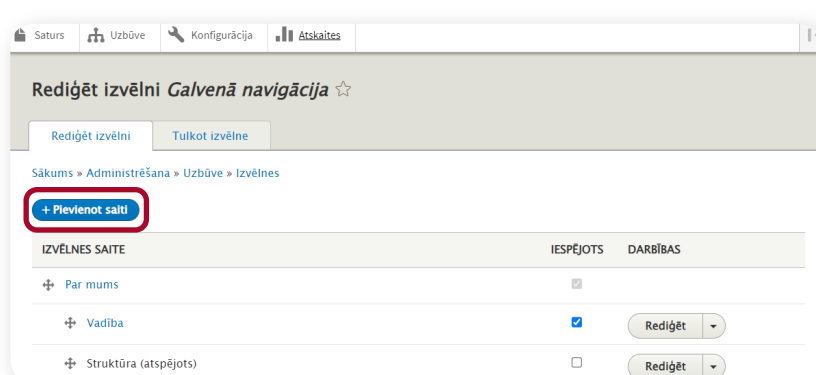 Saturs Uzbūve Konfigurācija Atskaites
Rediģēt izvēlni Galvenā navigācija
Rediģēt izvēlni Tulkot izvēlne
Sākums » Administrēšana » Uzbūve » Izvēlnes
+ Pievienot saiti
IZVĒLNES SAITE IESPĒJOTS DARBĪBAS
Par mums
Vadība Rediģēt
Struktūra (atspējots) Rediģēt